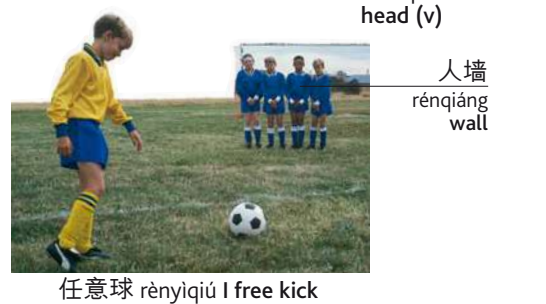 head (v)
人墙
rénqiáng
wall
任意球 rènyìqiú I free kick